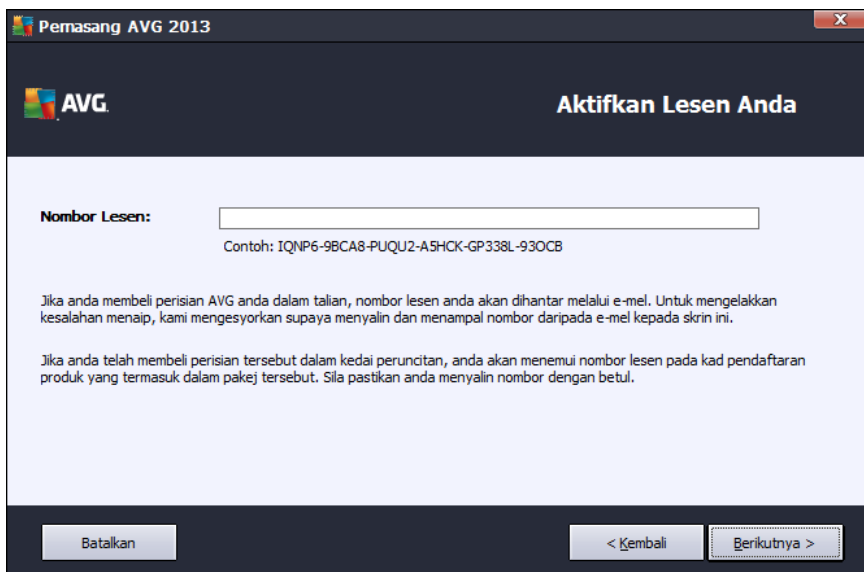 Pemasang AVG 2013
AVG.
Aktifkan Lesen Anda
Nombor Lesen:
Contoh: IQNP6-9BCA8-PUQU2-A5HCK-GP338L-93OCB
Jika anda membeli perisian AVG anda dalam talian, nombor lesen anda akan dihantar melalui e-mel. Untuk mengelakkan
kesalahan menaip, kami mengesyorkan supaya menyalin dan menampal nombor daripada e-mel kepada skrin ini.
Jika anda telah membeli perisian tersebut dalam kedai peruncitan, anda akan menemui nombor lesen pada kad pendaftaran
produk yang termasuk dalam pakej tersebut. Sila pastikan anda menyalin nombor dengan betul.
Batalkan
< Kembali
Berikutnya >